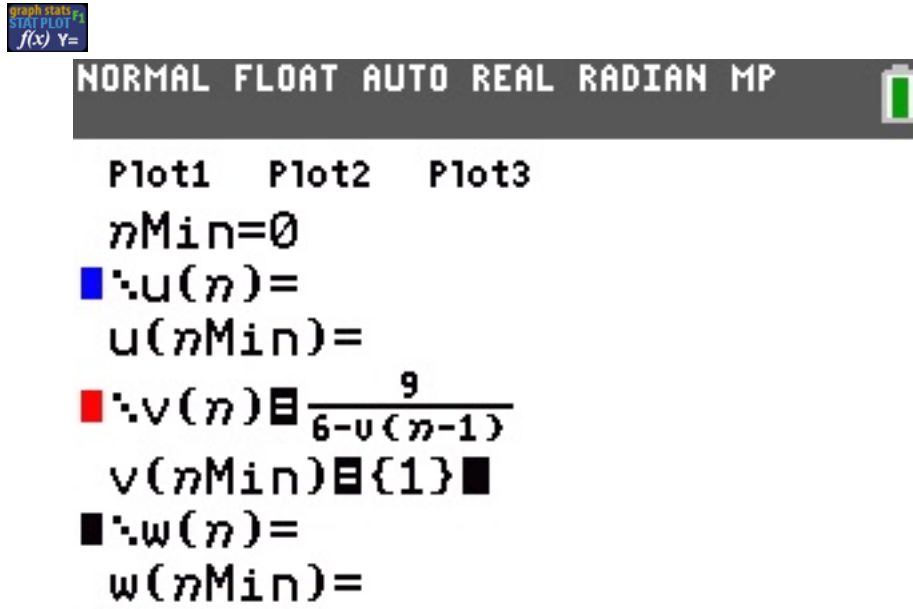 graph stats
STAT PLOT F1
f(x) Y=
NORMAL FLOAT AUTO REAL RADIAN MP
Plot1 Plot2 Plot3
nMin=0
u(n)=
u(nMin)=
v(n)=9/(6-v(n-1))
v(nMin)={1}
w(n)=
w(nMin)=